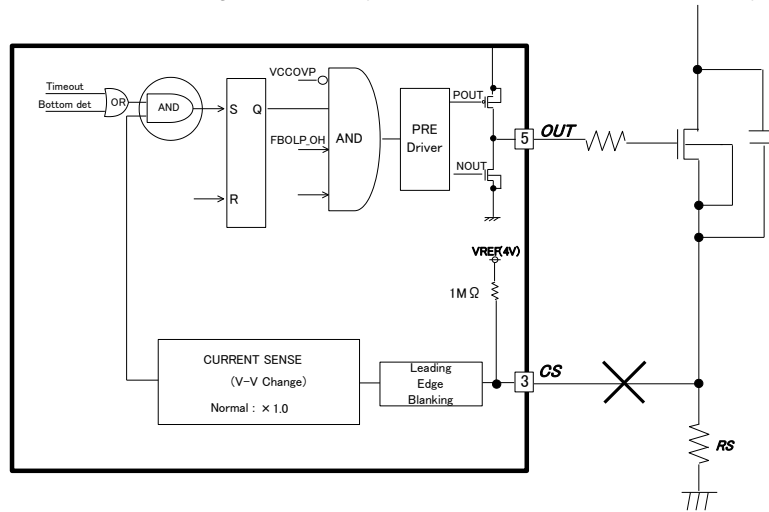 Timeout
Bottom det
OR
AND
S Q
R
VCCOVP
FBOLP_OH
AND
PRE
Driver
POUT
NOUT
5
OUT
VREF(4V)
1MΩ
CURRENT SENSE
(V-V Change)
Normal : ×1.0
Leading
Edge
Blanking
3
CS
RS